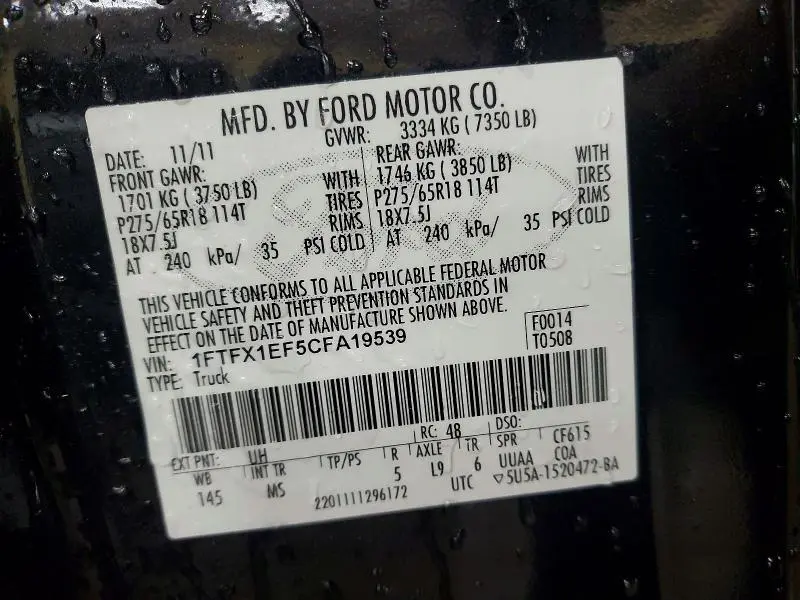 MFD. BY FORD MOTOR CO.
DATE: 11/11 GVWR: 3334 KG ( 7350 LB)
FRONT GAWR: REAR GAWR:
1701 KG ( 3750 LB) WITH 1746 KG ( 3850 LB) WITH
P275/65R18 114T TIRES P275/65R18 114T TIRES
18X7.5J RIMS 18X7.5J RIMS
AT 240 kPa/ 35 PSI COLD AT 240 kPa/ 35 PSI COLD
THIS VEHICLE CONFORMS TO ALL APPLICABLE FEDERAL MOTOR
VEHICLE SAFETY AND THEFT PREVENTION STANDARDS IN
EFFECT ON THE DATE OF MANUFACTURE SHOWN ABOVE.
VIN: 1FTFX1EF5CFA19539 F0014
TYPE: Truck T0508
EXT PNT: UH RC: 48 DSO:
WB INT TR TP/PS R AXLE TR SPR CF615
145 MS 5 L9 6 UUAA COA
2201111296172 UTC ▽5U5A-1520472-BA